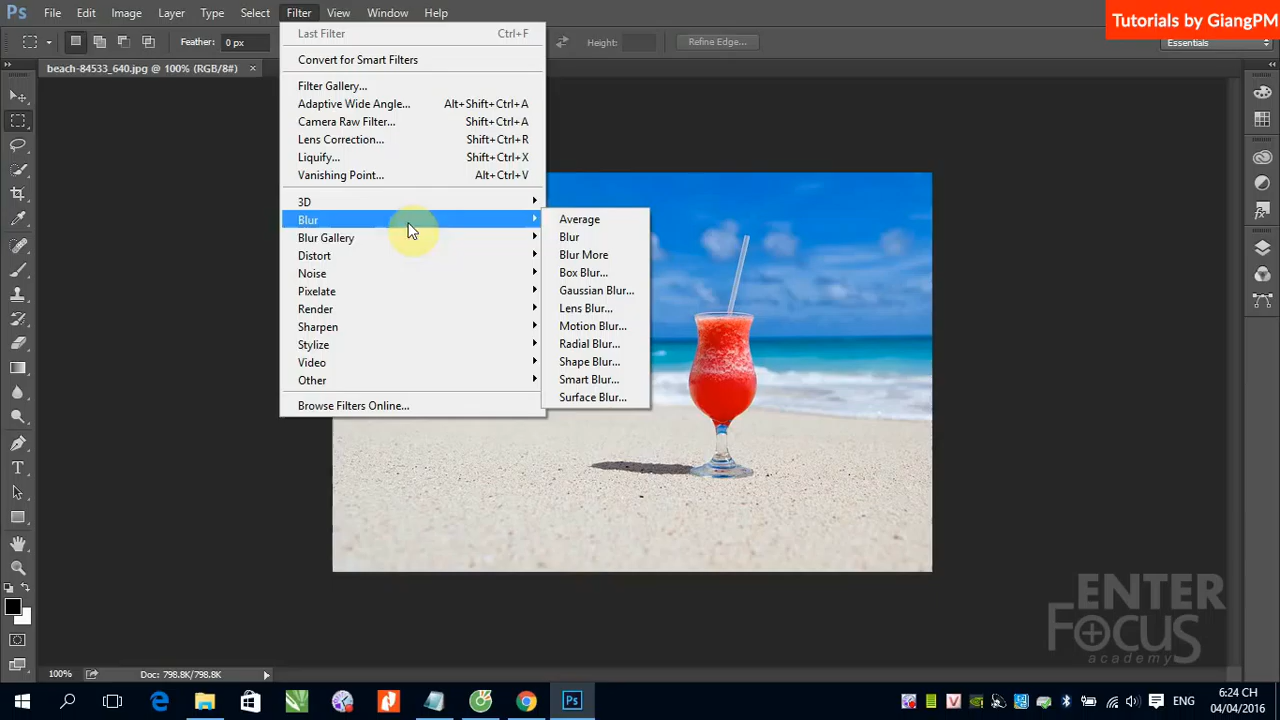 Ps File Edit Image Layer Type Select Filter View Window Help
Tutorials by GiangPM
Feather: 0 px
Height:
Refine Edge...
Essentials
beach-84533_640.jpg @ 100% (RGB/8#) ×
Last Filter Ctrl+F
Convert for Smart Filters
Filter Gallery...
Adaptive Wide Angle... Alt+Shift+Ctrl+A
Camera Raw Filter... Shift+Ctrl+A
Lens Correction... Shift+Ctrl+R
Liquify... Shift+Ctrl+X
Vanishing Point... Alt+Ctrl+V
3D
Blur
Blur Gallery
Distort
Noise
Pixelate
Render
Sharpen
Stylize
Video
Other
Browse Filters Online...
Average
Blur
Blur More
Box Blur...
Gaussian Blur...
Lens Blur...
Motion Blur...
Radial Blur...
Shape Blur...
Smart Blur...
Surface Blur...
ENTER
FOCUS
academy
100% Doc: 798.8K/798.8K
Ps
ENG
6:24 CH
04/04/2016